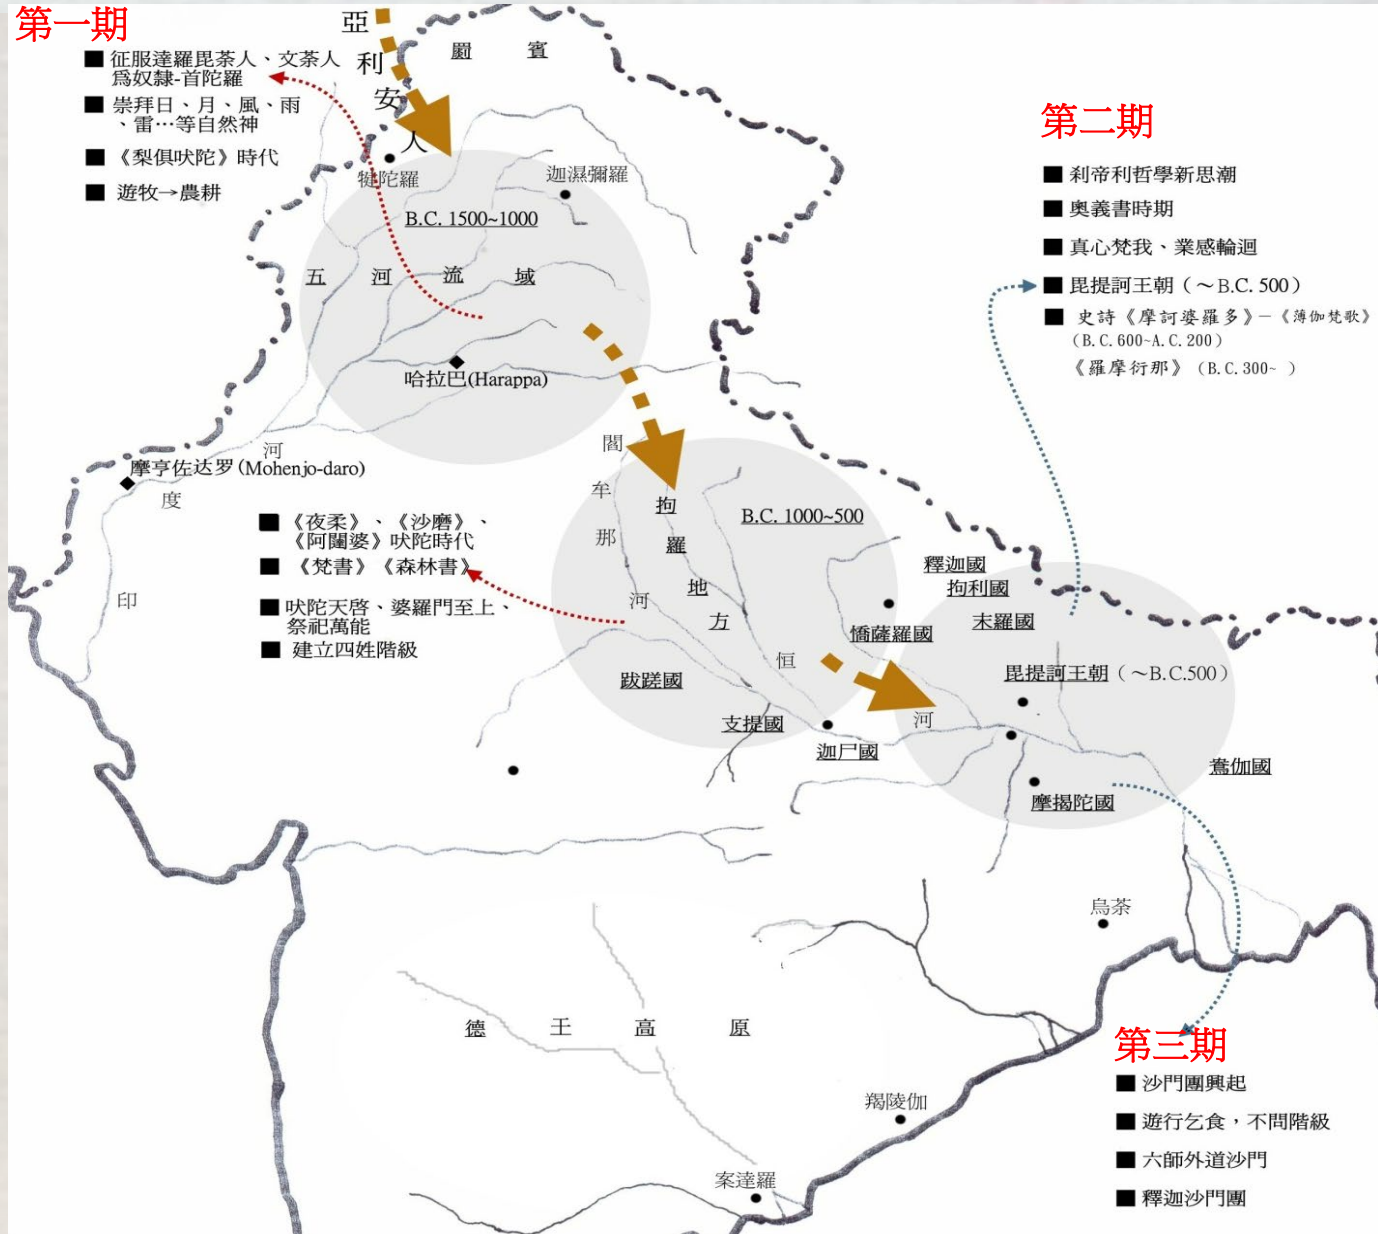 第一期
■ 征服達羅毘荼人、文荼人
為奴隸-首陀羅
■ 崇拜日、月、風、雨
、雷…等自然神
■ 《梨俱吠陀》時代
■ 遊牧→農耕
亞利安人
罽賓
犍陀羅
迦濕彌羅
B.C. 1500~1000
五河流域
哈拉巴(Harappa)
摩亨佐达罗(Mohenjo-daro)
印度河
■ 《夜柔》、《沙磨》、
《阿闥婆》吠陀時代
■ 《梵書》《森林書》
■ 吠陀天啓、婆羅門至上、
祭祀萬能
■ 建立四姓階級
閻牟那河
拘羅地方
B.C. 1000~500
恒河
跋蹉國
支提國
迦尸國
憍薩羅國
釋迦國
拘利國
末羅國
毘提訶王朝（～B.C.500）
摩揭陀國
鴦伽國
第二期
■ 刹帝利哲學新思潮
■ 奧義書時期
■ 真心梵我、業感輪迴
■ 毘提訶王朝（～B.C. 500）
■ 史詩《摩訶婆羅多》－《薄伽梵歌》
（B.C.600~A.C.200）
《羅摩衍那》（B.C.300~ ）
烏荼
德王高原
羯陵伽
案達羅
第三期
■ 沙門團興起
■ 遊行乞食，不問階級
■ 六師外道沙門
■ 釋迦沙門團